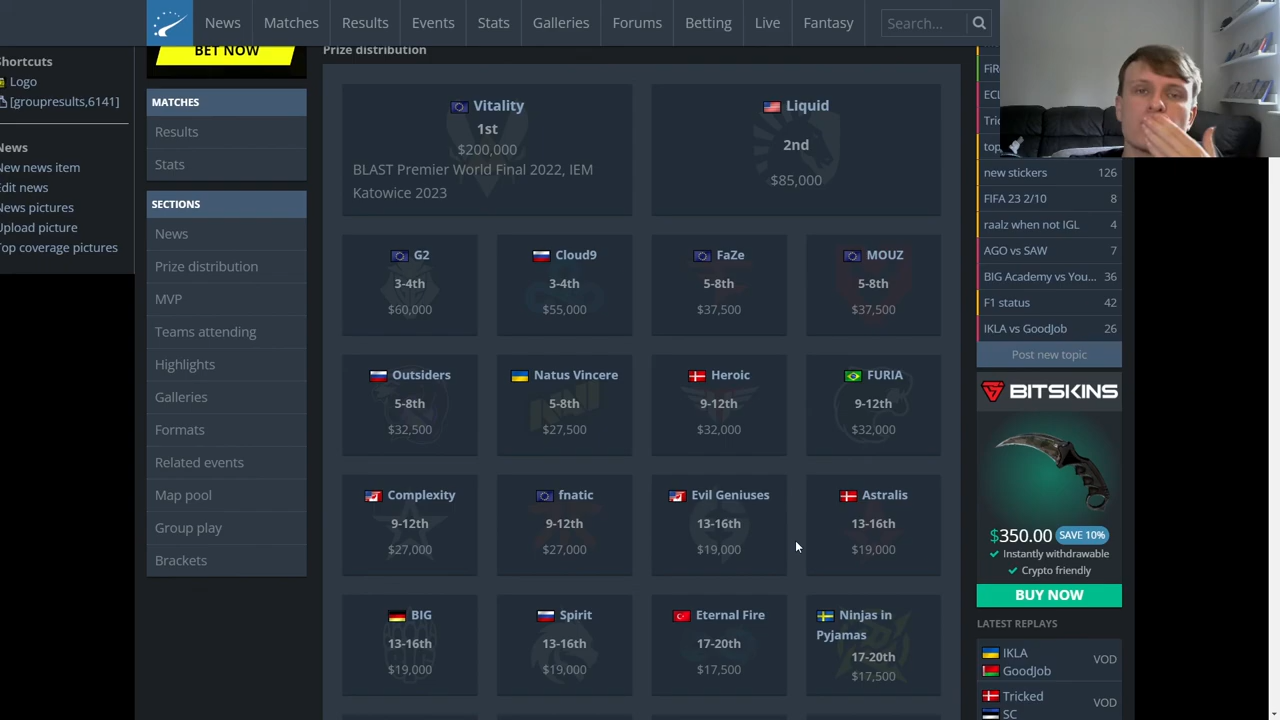 News
Matches
Results
Events
Stats
Galleries
Forums
Betting
Live
Fantasy
Search...
Shortcuts
Logo
[groupresults,6141]
News
New news item
Edit news
News pictures
Upload picture
Top coverage pictures
BET NOW
MATCHES
Results
Stats
SECTIONS
News
Prize distribution
MVP
Teams attending
Highlights
Galleries
Formats
Related events
Map pool
Group play
Brackets
Prize distribution
Vitality
1st
$200,000
BLAST Premier World Final 2022, IEM
Katowice 2023
Liquid
2nd
$85,000
G2
3-4th
$60,000
Cloud9
3-4th
$55,000
FaZe
5-8th
$37,500
MOUZ
5-8th
$37,500
Outsiders
5-8th
$32,500
Natus Vincere
5-8th
$27,500
Heroic
9-12th
$32,000
FURIA
9-12th
$32,000
Complexity
9-12th
$27,000
fnatic
9-12th
$27,000
Evil Geniuses
13-16th
$19,000
Astralis
13-16th
$19,000
BIG
13-16th
$19,000
Spirit
13-16th
$19,000
Eternal Fire
17-20th
$17,500
Ninjas in
Pyjamas
17-20th
$17,500
FiR
ECL
Tric
top
new stickers 126
FIFA 23 2/10 8
raalz when not IGL 4
AGO vs SAW 7
BIG Academy vs You... 36
F1 status 42
IKLA vs GoodJob 26
Post new topic
BITSKINS
$350.00 SAVE 10%
Instantly withdrawable
Crypto friendly
BUY NOW
LATEST REPLAYS
IKLA
GoodJob
VOD
Tricked
SC
VOD